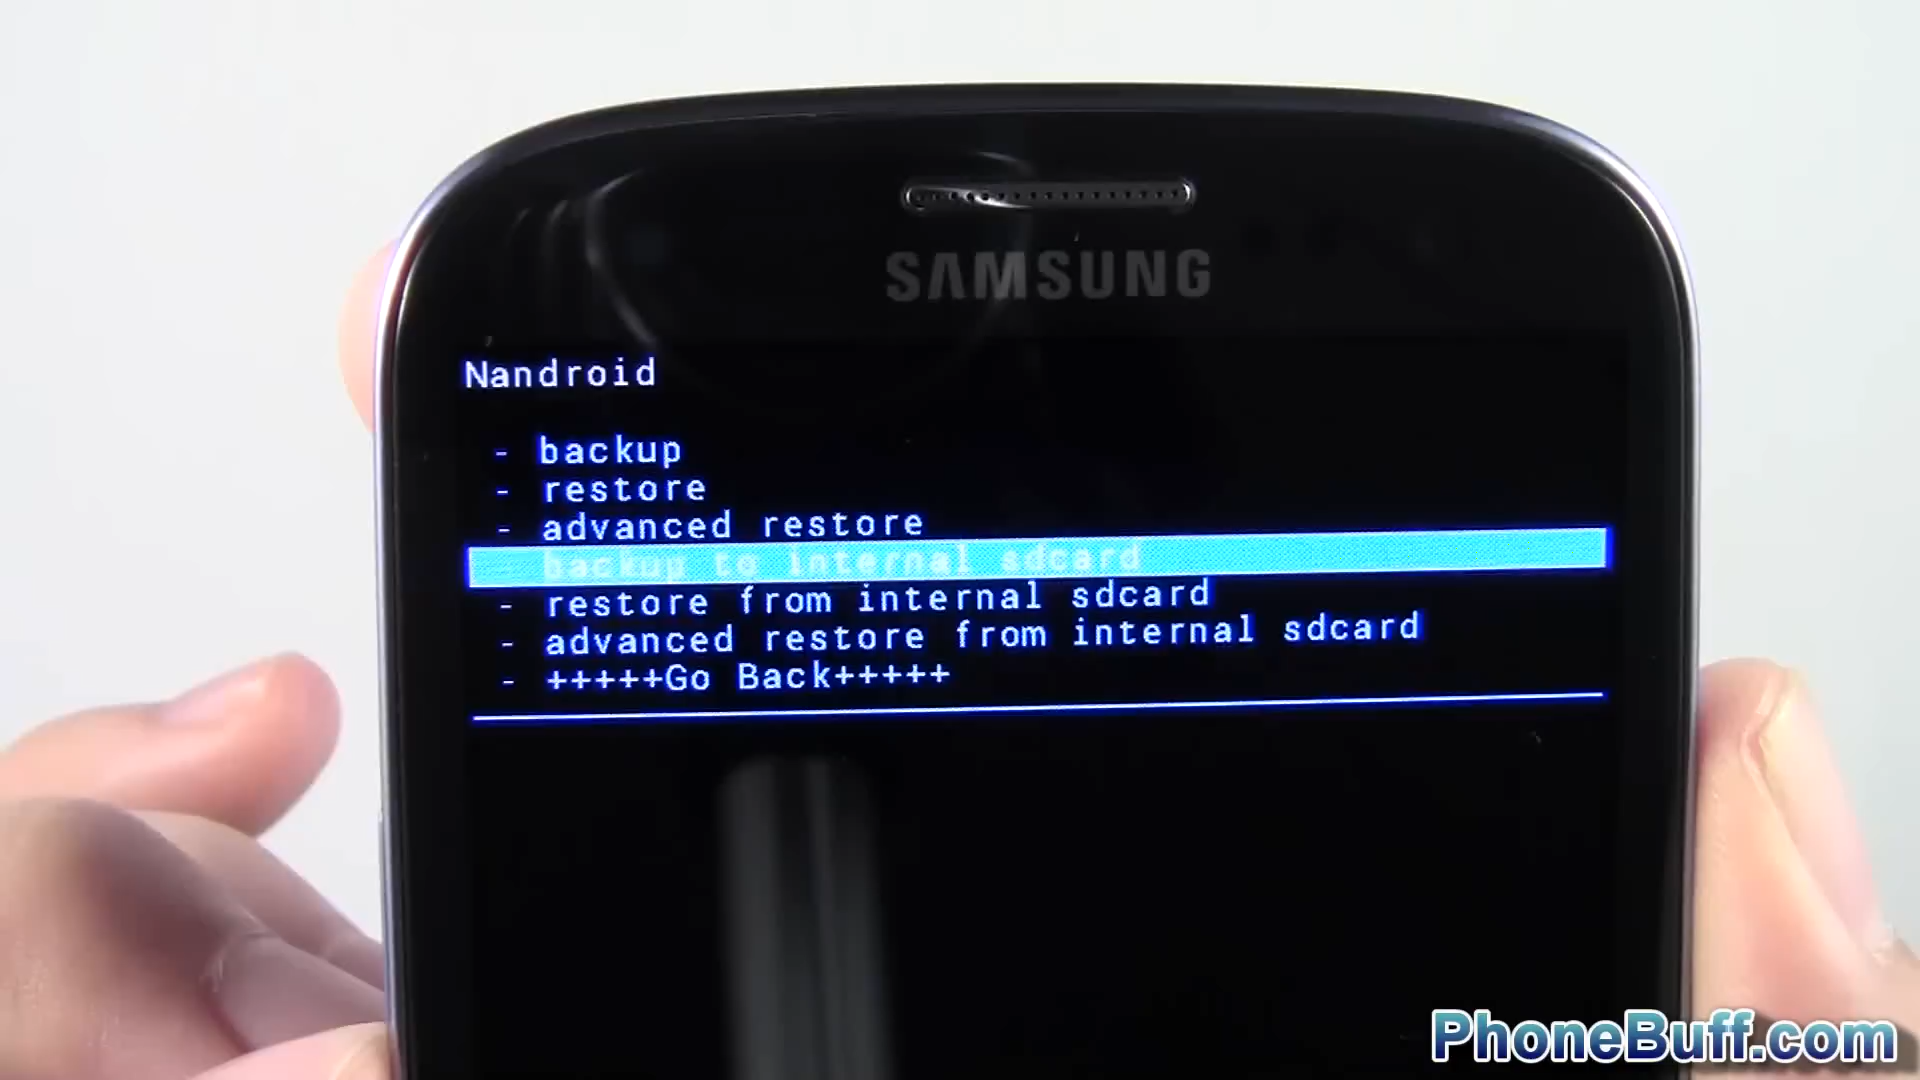 SAMSUNG
Nandroid
- backup
- restore
- advanced restore
- backup to internal sdcard
- restore from internal sdcard
- advanced restore from internal sdcard
- +++++Go Back+++++
PhoneBuff.com